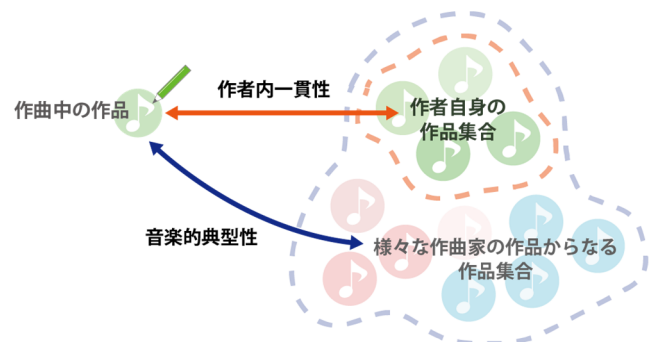 作者内一貫性
作曲中の作品
作者自身の
作品集合
音楽的典型性
様々な作曲家の作品からなる
作品集合